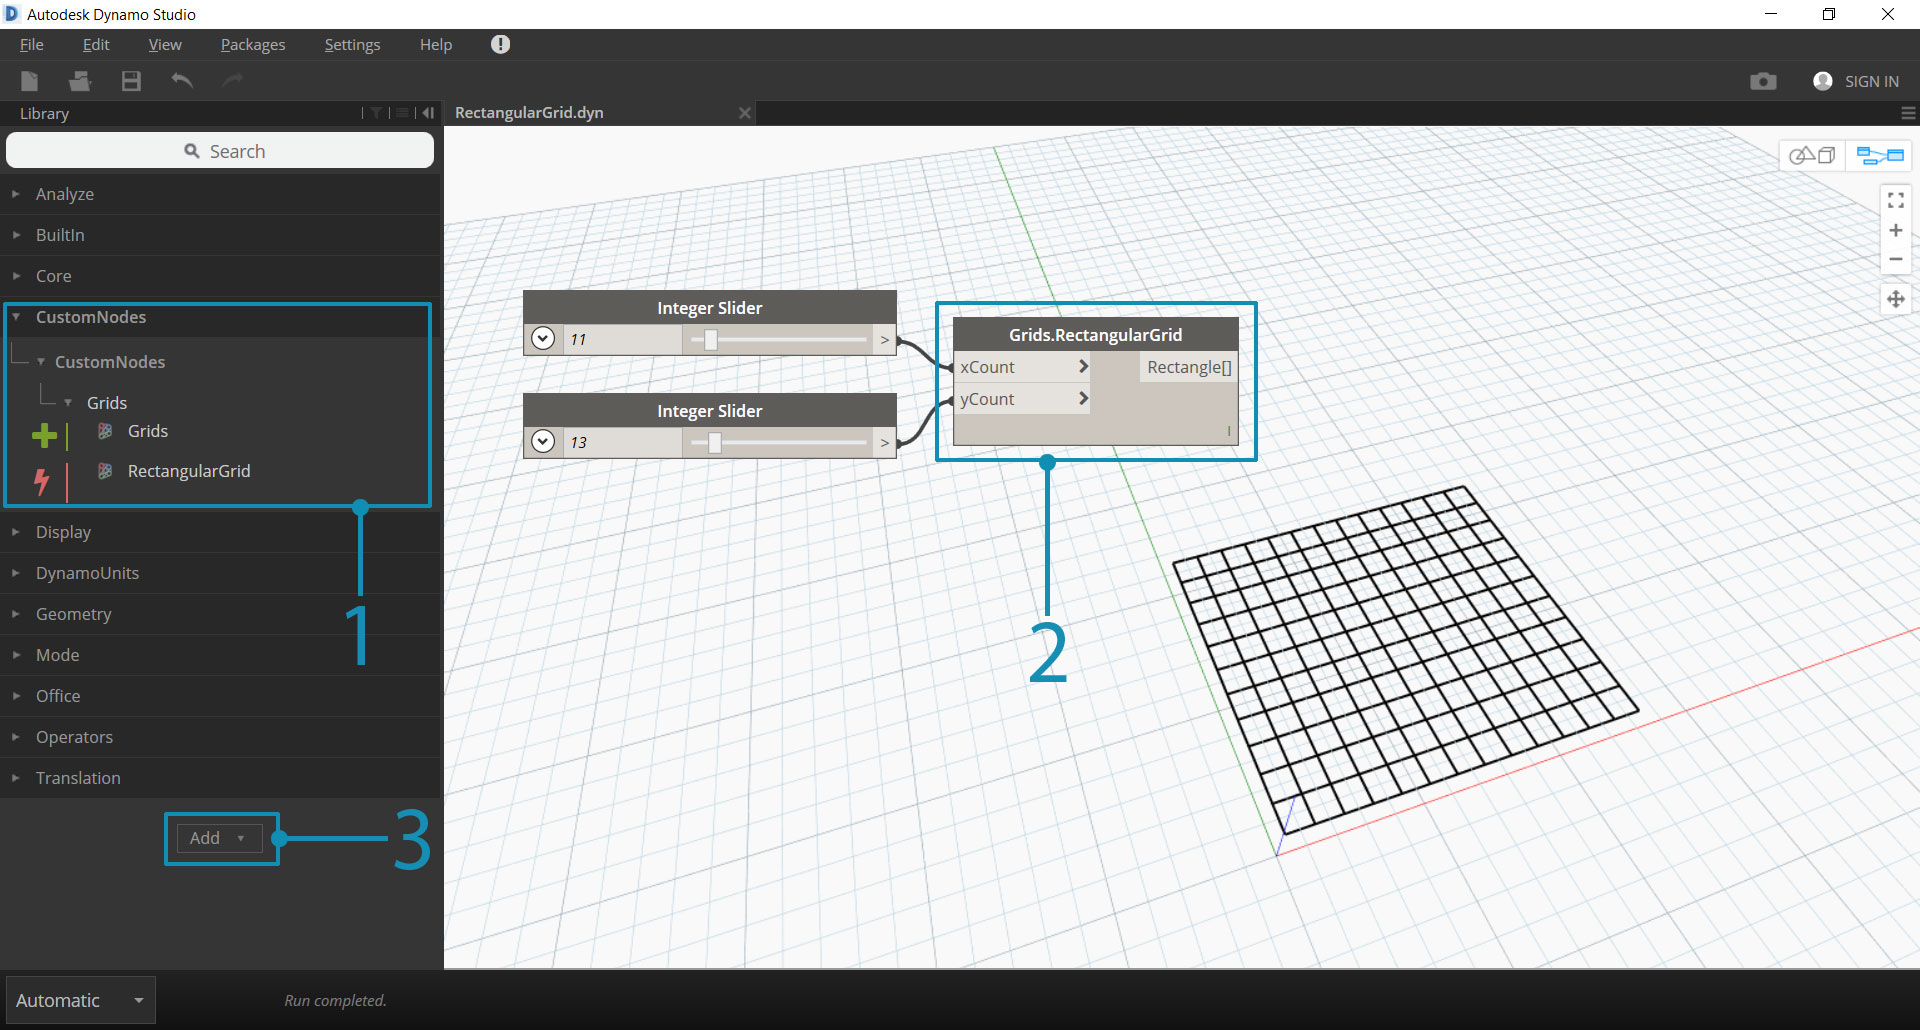 Autodesk Dynamo Studio
File Edit View Packages Settings Help
SIGN IN
Library
RectangularGrid.dyn
Search
Analyze
BuiltIn
Core
CustomNodes
CustomNodes
Grids
Grids
RectangularGrid
Display
DynamoUnits
Geometry
Mode
Office
Operators
Translation
Add
1
3
Integer Slider
11 >
Integer Slider
13 >
Grids.RectangularGrid
xCount > Rectangle[]
yCount >
l
2
Automatic
Run completed.